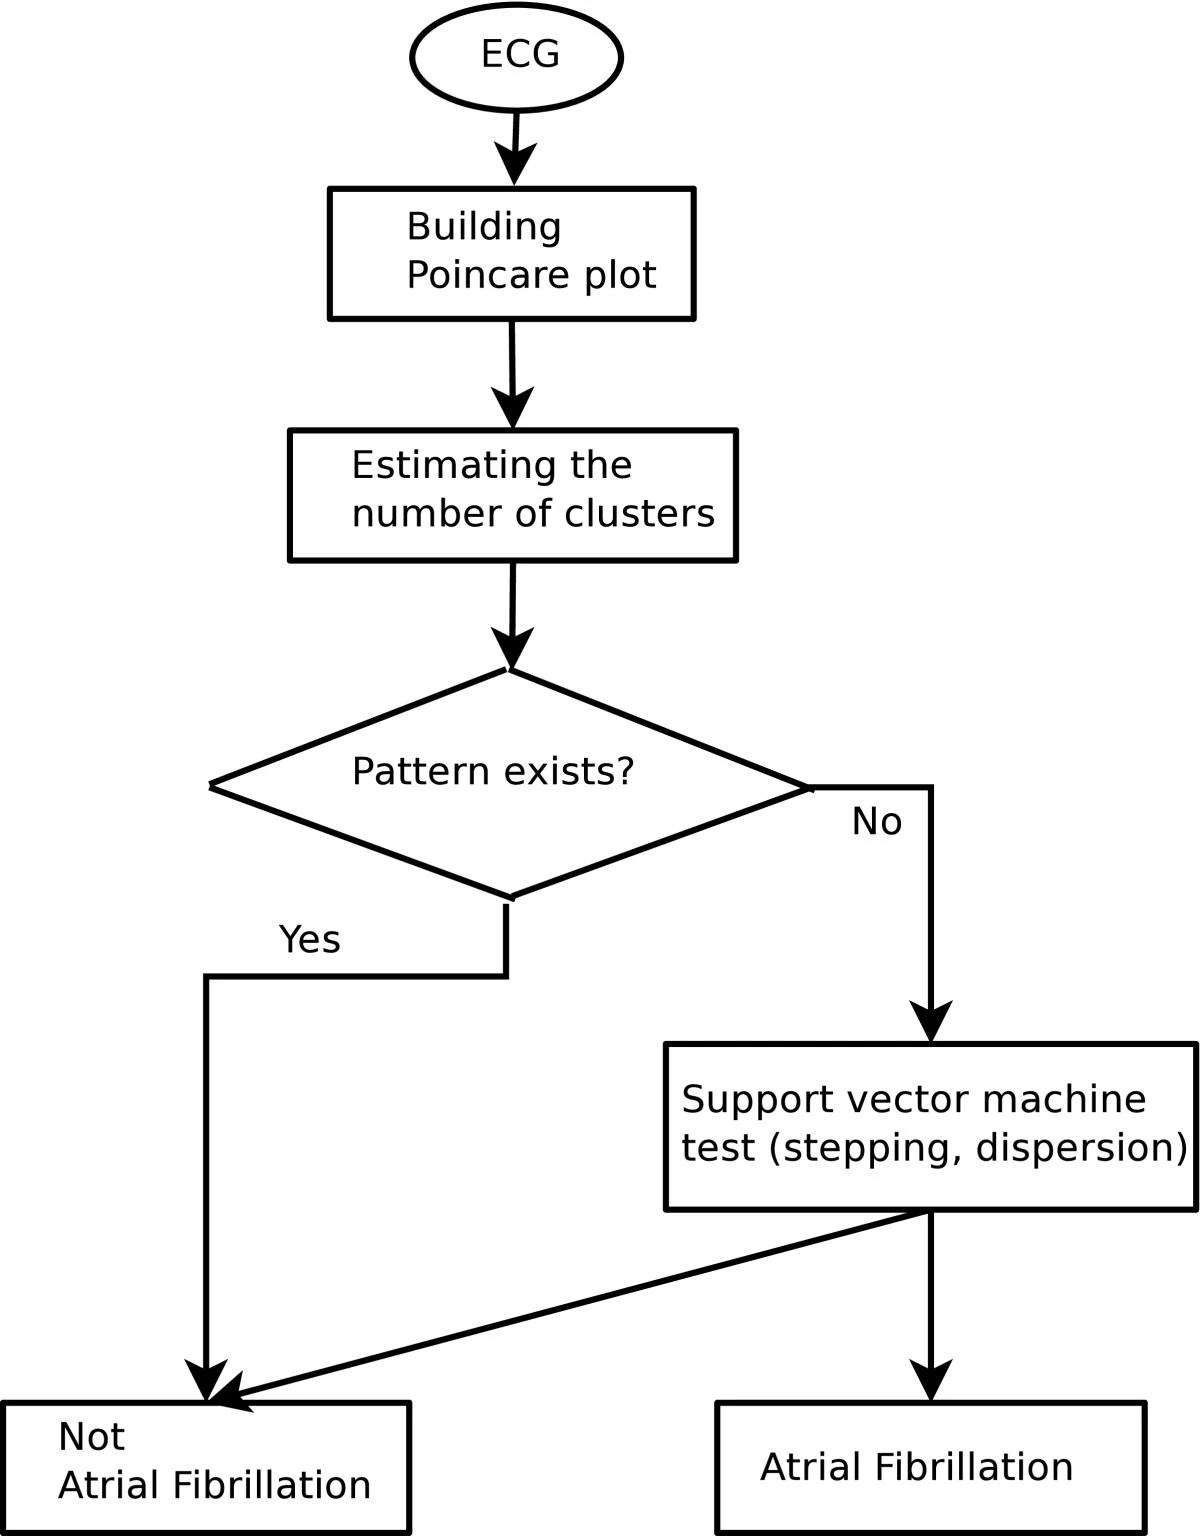 ECG
Building
Poincare plot
Estimating the
number of clusters
Pattern exists?
No
Yes
Support vector machine
test (stepping, dispersion)
Not
Atrial Fibrillation
Atrial Fibrillation